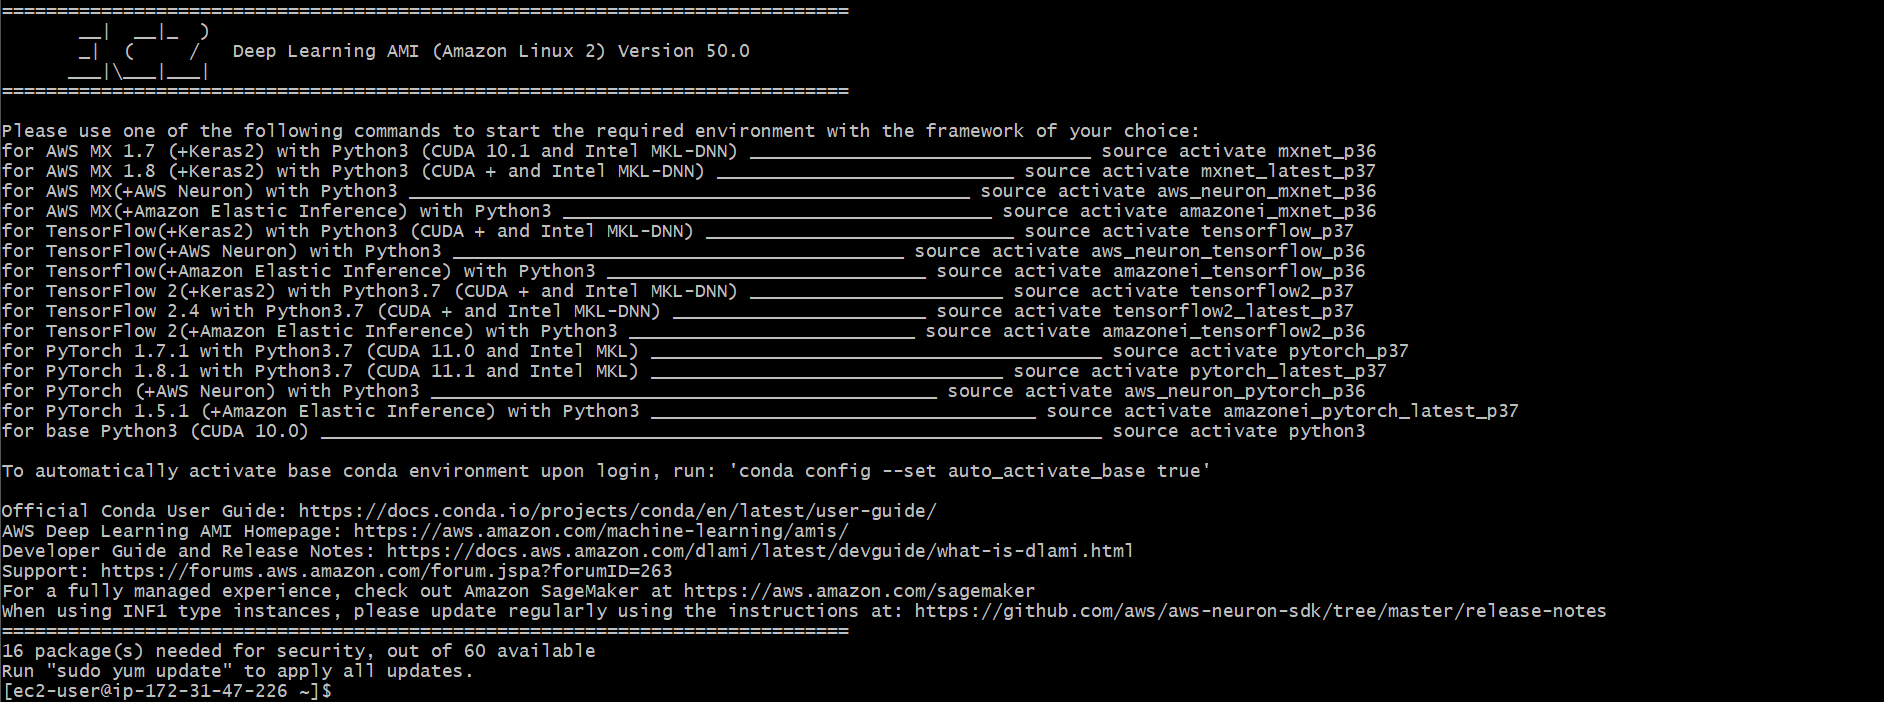 =============================================================================
       __|  __|_  )
       _|  (     /   Deep Learning AMI (Amazon Linux 2) Version 50.0
      ___|\___|___|
=============================================================================
Please use one of the following commands to start the required environment with the framework of your choice:
for AWS MX 1.7 (+Keras2) with Python3 (CUDA 10.1 and Intel MKL-DNN) _______________________________ source activate mxnet_p36
for AWS MX 1.8 (+Keras2) with Python3 (CUDA + and Intel MKL-DNN) ___________________________ source activate mxnet_latest_p37
for AWS MX(+AWS Neuron) with Python3 ___________________________________________________ source activate aws_neuron_mxnet_p36
for AWS MX(+Amazon Elastic Inference) with Python3 _______________________________________ source activate amazonei_mxnet_p36
for TensorFlow(+Keras2) with Python3 (CUDA + and Intel MKL-DNN) ____________________________ source activate tensorflow_p37
for Tensorflow(+AWS Neuron) with Python3 _________________________________________ source activate aws_neuron_tensorflow_p36
for Tensorflow(+Amazon Elastic Inference) with Python3 _____________________________ source activate amazonei_tensorflow_p36
for TensorFlow 2(+Keras2) with Python3.7 (CUDA + and Intel MKL-DNN) _______________________ source activate tensorflow2_p37
for TensorFlow 2.4 with Python3.7 (CUDA + and Intel MKL-DNN) _______________________ source activate tensorflow2_latest_p37
for TensorFlow 2(+Amazon Elastic Inference) with Python3 __________________________ source activate amazonei_tensorflow2_p36
for PyTorch 1.7.1 with Python3.7 (CUDA 11.0 and Intel MKL) _________________________________________ source activate pytorch_p37
for PyTorch 1.8.1 with Python3.7 (CUDA 11.1 and Intel MKL) ________________________________ source activate pytorch_latest_p37
for PyTorch (+AWS Neuron) with Python3 ______________________________________________ source activate aws_neuron_pytorch_p36
for PyTorch 1.5.1 (+Amazon Elastic Inference) with Python3 ___________________________________ source activate amazonei_pytorch_latest_p37
for base Python3 (CUDA 10.0) _______________________________________________________________________ source activate python3
To automatically activate base conda environment upon login, run: 'conda config --set auto_activate_base true'
Official Conda User Guide: https://docs.conda.io/projects/conda/en/latest/user-guide/
AWS Deep Learning AMI Homepage: https://aws.amazon.com/machine-learning/amis/
Developer Guide and Release Notes: https://docs.aws.amazon.com/dlami/latest/devguide/what-is-dlami.html
Support: https://forums.aws.amazon.com/forum.jspa?forumID=263
For a fully managed experience, check out Amazon SageMaker at https://aws.amazon.com/sagemaker
When using INF1 type instances, please update regularly using the instructions at: https://github.com/aws/aws-neuron-sdk/tree/master/release-notes
=============================================================================
16 package(s) needed for security, out of 60 available
Run "sudo yum update" to apply all updates.
[ec2-user@ip-172-31-47-226 ~]$